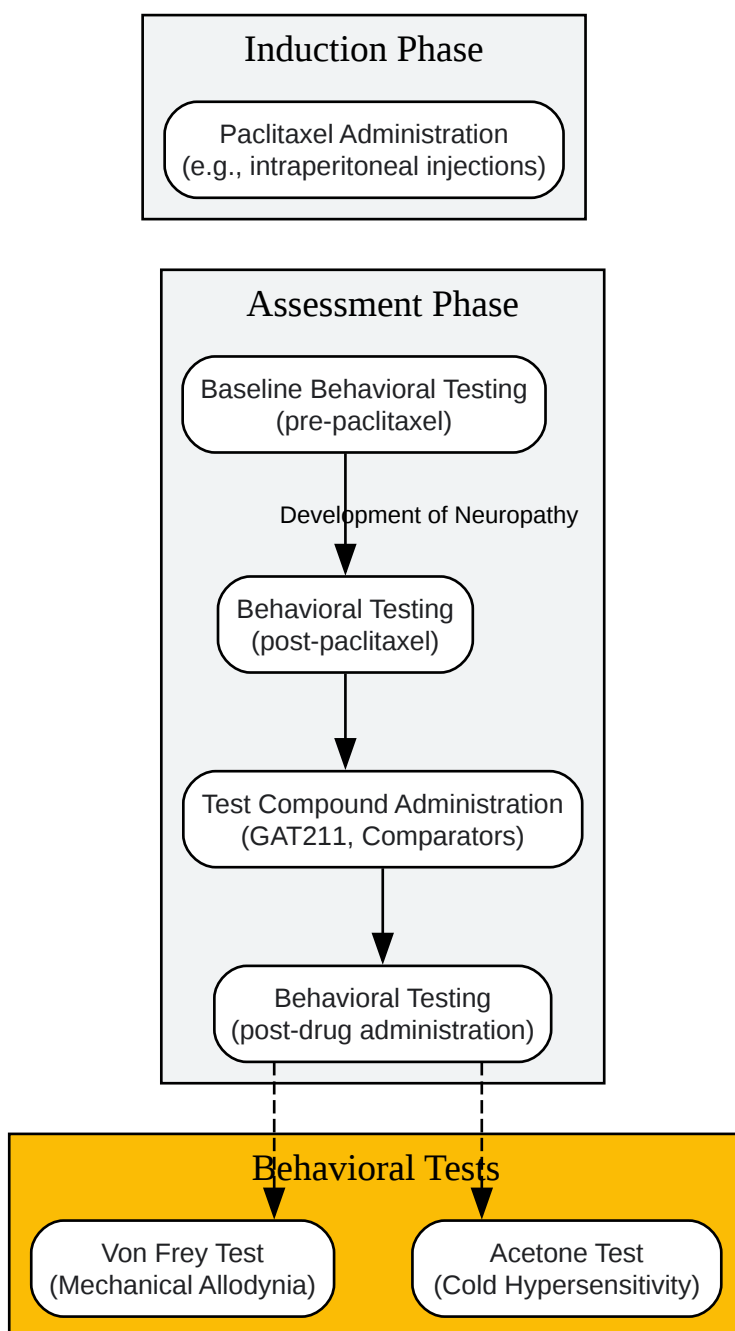 Induction Phase
Paclitaxel Administration
(e.g., intraperitoneal injections)
Assessment Phase
Baseline Behavioral Testing
(pre-paclitaxel)
Development of Neuropathy
Behavioral Testing
(post-paclitaxel)
Test Compound Administration
(GAT211, Comparators)
Behavioral Testing
(post-drug administration)
Behavioral Tests
Von Frey Test
(Mechanical Allodynia)
Acetone Test
(Cold Hypersensitivity)